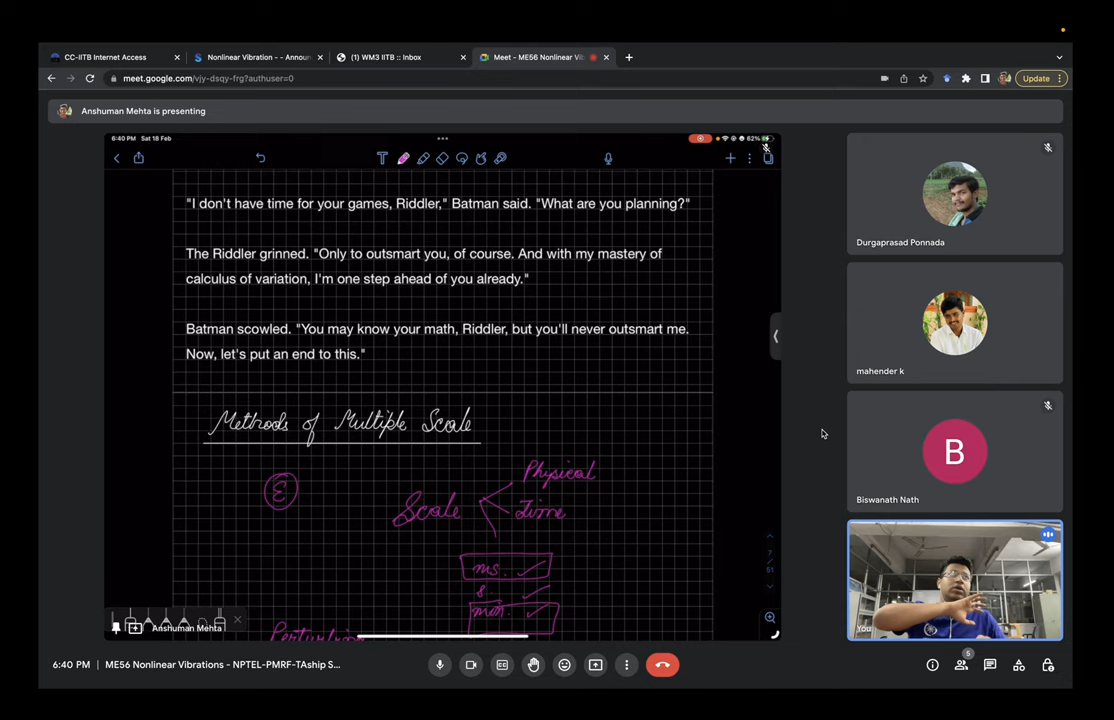 CC-IITB Internet Access
Nonlinear Vibration - - Announ
(1) WM3 IITB :: Inbox
Meet - ME56 Nonlinear Vib
meet.google.com/vjy-dsqy-frg?authuser=0
Update
Anshuman Mehta is presenting
6:40 PM Sat 18 Feb
62%
"I don't have time for your games, Riddler," Batman said. "What are you planning?"
The Riddler grinned. "Only to outsmart you, of course. And with my mastery of
calculus of variation, I'm one step ahead of you already."
Batman scowled. "You may know your math, Riddler, but you'll never outsmart me.
Now, let's put an end to this."
Methods of Multiple Scale
ε
Physical
Scale
Time
ms.
s
Perturbtn
7
/
51
Anshuman Mehta
Durgaprasad Ponnada
mahender k
B
Biswanath Nath
You
6:40 PM | ME56 Nonlinear Vibrations - NPTEL-PMRF-TAship S...
5